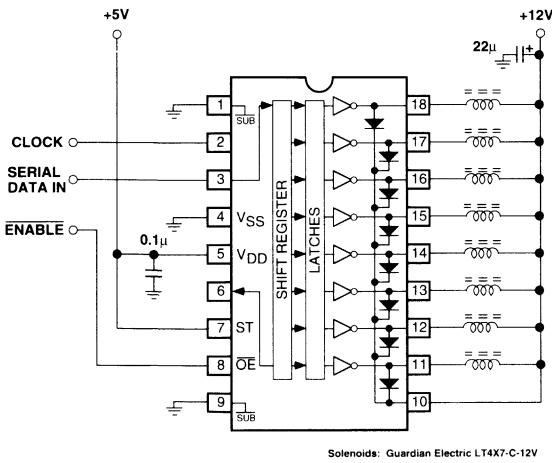 +5V
+12V
22µ
+
1
SUB
18
CLOCK
2
17
SERIAL
DATA IN
3
16
4
VSS
15
ENABLE
0.1µ
5
VDD
14
6
13
7
ST
12
8
OE
11
9
SUB
10
SHIFT REGISTER
LATCHES
Solenoids: Guardian Electric LT4X7-C-12V